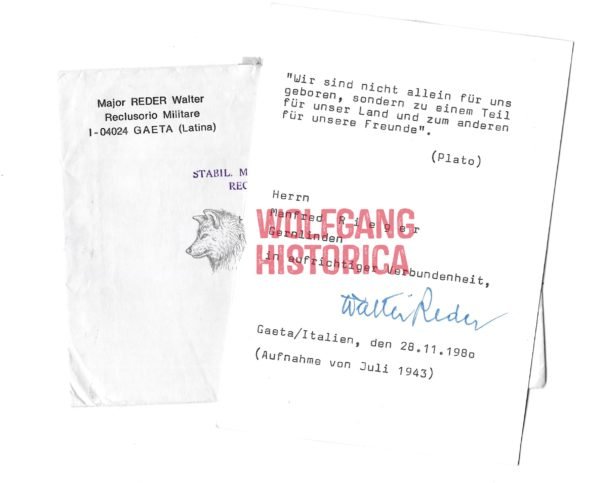 Major REDER Walter
Reclusorio Militare
I-04024 GAETA (Latina)
STABIL. M
REC
"Wir sind nicht allein für uns
geboren, sondern zu einem Teil
für unser Land und zum anderen
für unsere Freunde".
(Plato)
Herrn
Manfred R i e g e r
Gernlinden
in aufrichtiger Verbundenheit,
Walter Reder
Gaeta/Italien, den 28.11.198o
(Aufnahme von Juli 1943)
WOLFGANG
HISTORICA